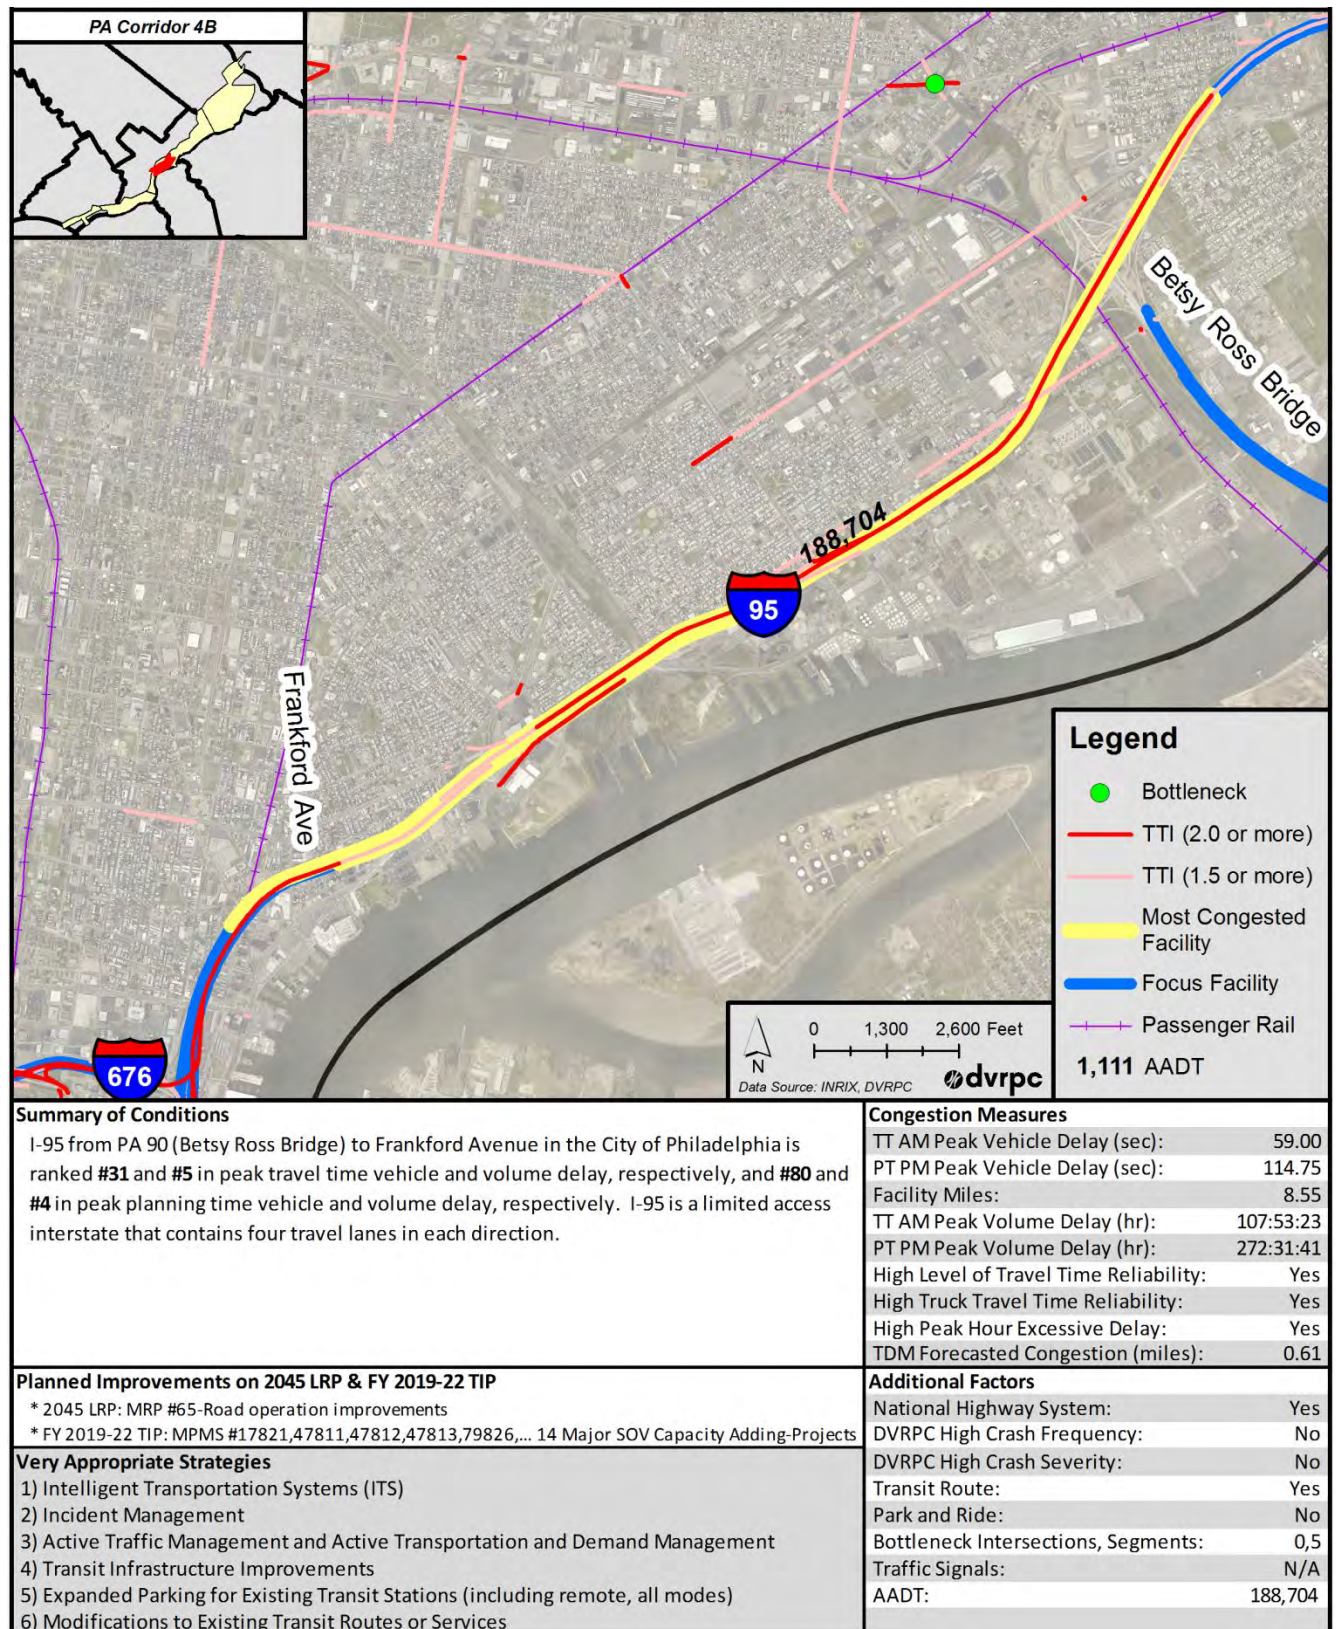 PA Corridor 4B
Betsy Ross Bridge
188,704
95
Frankford Ave
676
Legend
Bottleneck
TTI (2.0 or more)
TTI (1.5 or more)
Most Congested
Facility
Focus Facility
Passenger Rail
1,111 AADT
0 1,300 2,600 Feet
N
Data Source: INRIX, DVRPC
dvrpc
Summary of Conditions
I-95 from PA 90 (Betsy Ross Bridge) to Frankford Avenue in the City of Philadelphia is
ranked #31 and #5 in peak travel time vehicle and volume delay, respectively, and #80 and
#4 in peak planning time vehicle and volume delay, respectively. I-95 is a limited access
interstate that contains four travel lanes in each direction.
Congestion Measures
TT AM Peak Vehicle Delay (sec): 59.00
PT PM Peak Vehicle Delay (sec): 114.75
Facility Miles: 8.55
TT AM Peak Volume Delay (hr): 107:53:23
PT PM Peak Volume Delay (hr): 272:31:41
High Level of Travel Time Reliability: Yes
High Truck Travel Time Reliability: Yes
High Peak Hour Excessive Delay: Yes
TDM Forecasted Congestion (miles): 0.61
Planned Improvements on 2045 LRP & FY 2019-22 TIP
* 2045 LRP: MRP #65-Road operation improvements
* FY 2019-22 TIP: MPMS #17821,47811,47812,47813,79826,... 14 Major SOV Capacity Adding-Projects
Very Appropriate Strategies
1) Intelligent Transportation Systems (ITS)
2) Incident Management
3) Active Traffic Management and Active Transportation and Demand Management
4) Transit Infrastructure Improvements
5) Expanded Parking for Existing Transit Stations (including remote, all modes)
6) Modifications to Existing Transit Routes or Services
Additional Factors
National Highway System: Yes
DVRPC High Crash Frequency: No
DVRPC High Crash Severity: No
Transit Route: Yes
Park and Ride: No
Bottleneck Intersections, Segments: 0,5
Traffic Signals: N/A
AADT: 188,704